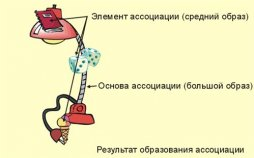 Элемент ассоциации (средний образ)
Основа ассоциации (большой образ)
Результат образования ассоциации